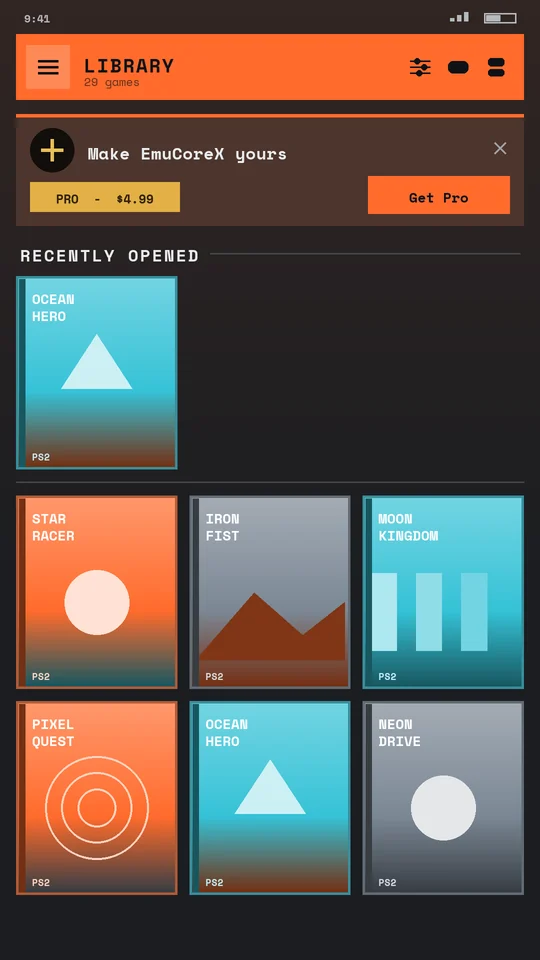 9:41
LIBRARY
29 games
Make EmuCoreX yours
PRO - $4.99
Get Pro
RECENTLY OPENED
OCEAN
HERO
PS2
STAR
RACER
PS2
IRON
FIST
PS2
MOON
KINGDOM
PS2
PIXEL
QUEST
PS2
OCEAN
HERO
PS2
NEON
DRIVE
PS2